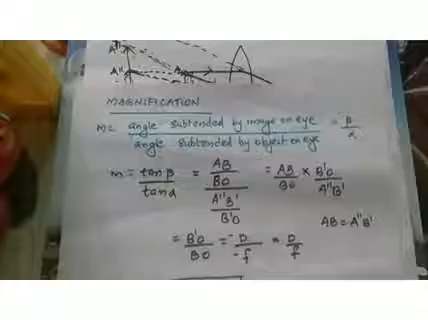 A"
A"
A
MAGNIFICATION
m = angle subtended by image on eye / angle subtended by object on eye = β/α
m = tan β / tan α = (AB/BO) / (A"B'/B'O) = AB/BO × B'O/A"B'
AB = A"B'
= B'O/BO = -D/-f = D/f